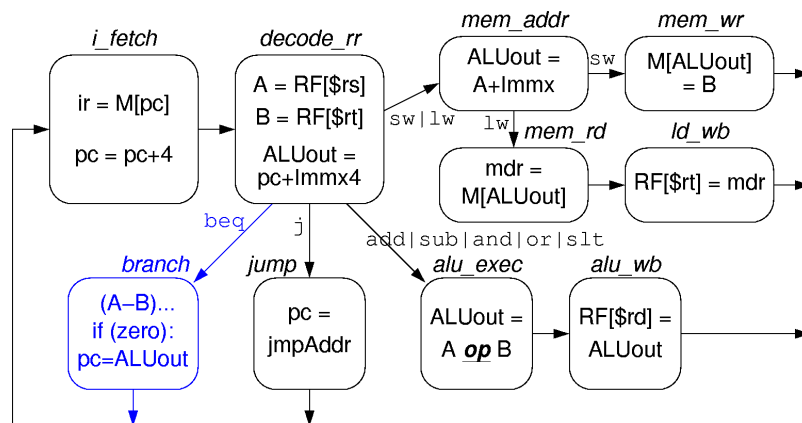 i_fetch
ir = M[pc]
pc = pc+4
decode_rr
A = RF[$rs]
B = RF[$rt]
ALUout =
pc+Immx4
sw|lw
mem_addr
ALUout =
A+Immx
sw
mem_wr
M[ALUout]
= B
lw
mem_rd
mdr =
M[ALUout]
ld_wb
RF[$rt] = mdr
beq
j
add|sub|and|or|slt
branch
(A−B)...
if (zero):
pc=ALUout
jump
pc =
jmpAddr
alu_exec
ALUout =
A op B
alu_wb
RF[$rd] =
ALUout